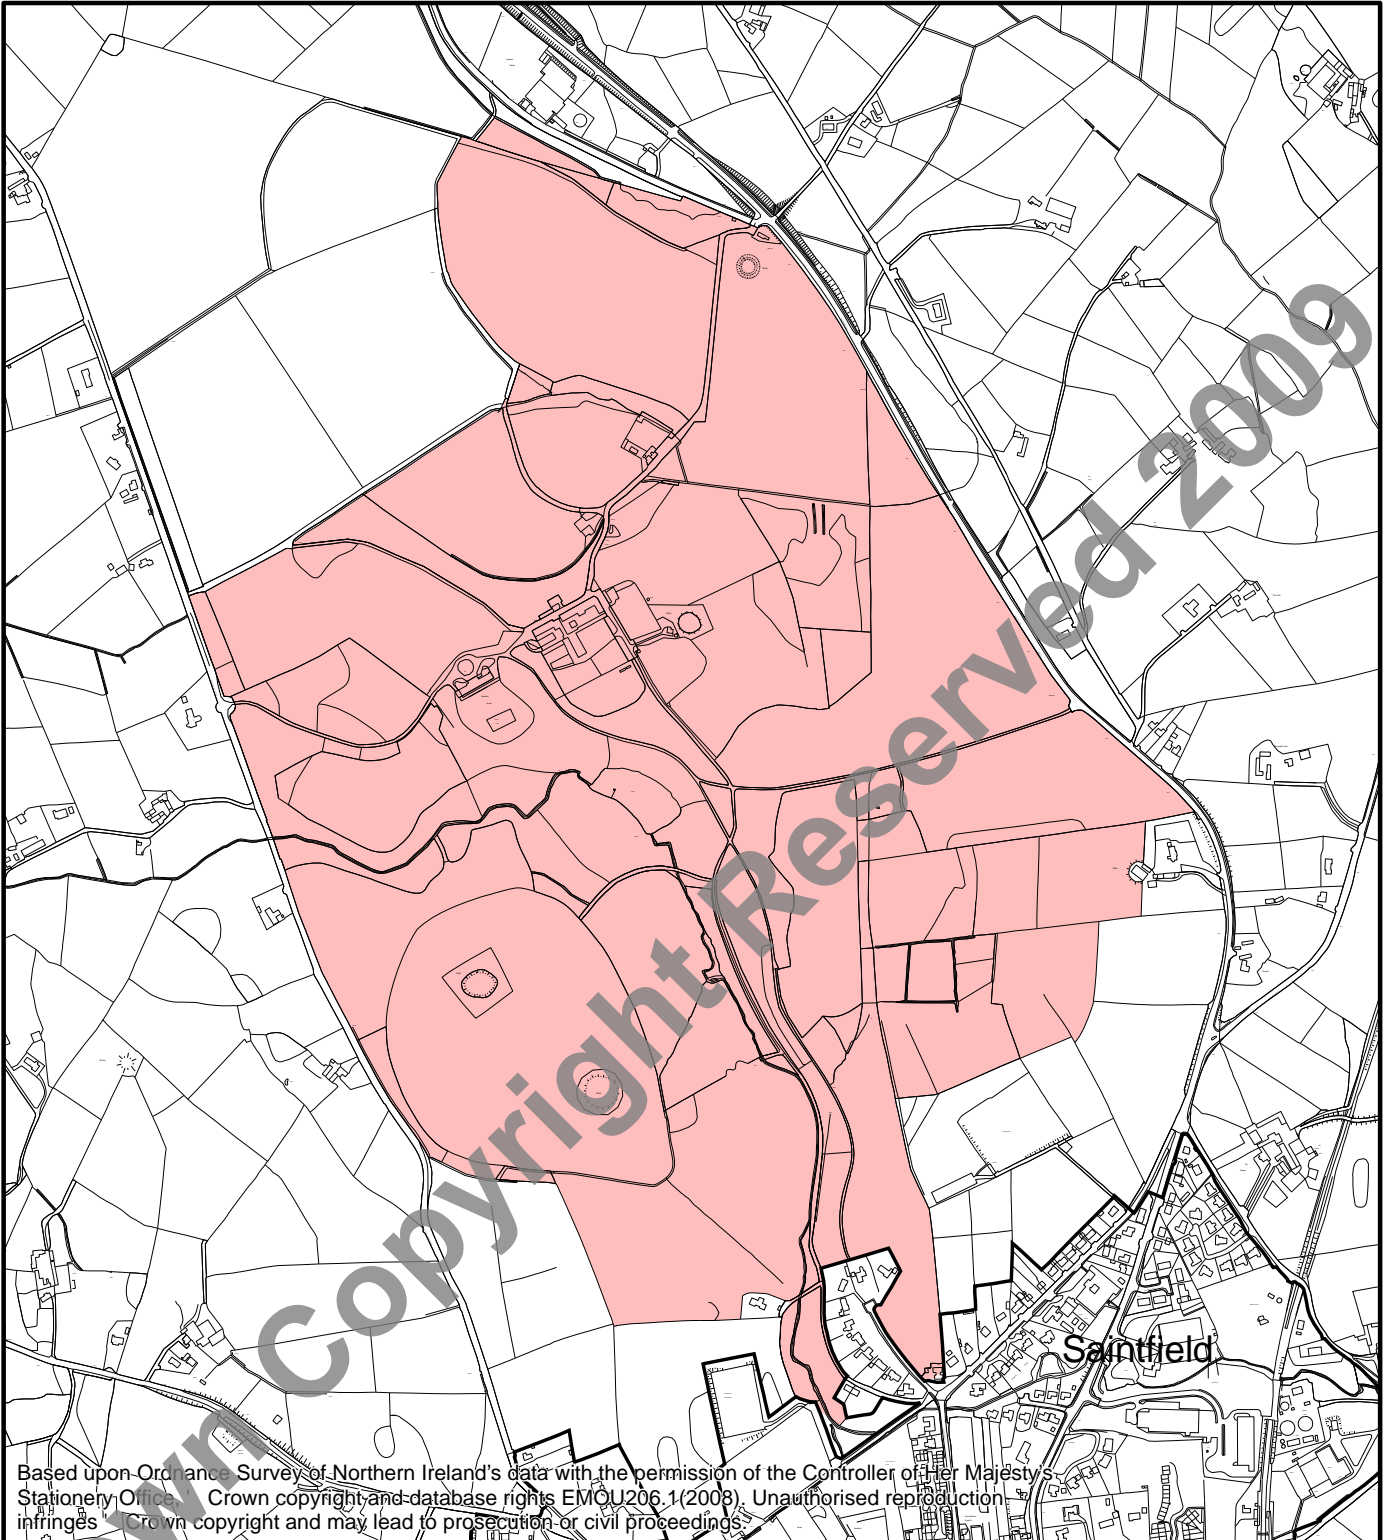 Saintfield
wn Copyright Reserved 2009
Based upon Ordnance Survey of Northern Ireland's data with the permission of the Controller of Her Majesty's
Stationery Office, ' Crown copyright and database rights EMOU206.1(2008). Unauthorised reproduction
infringes ' Crown copyright and may lead to prosecution or civil proceedings.